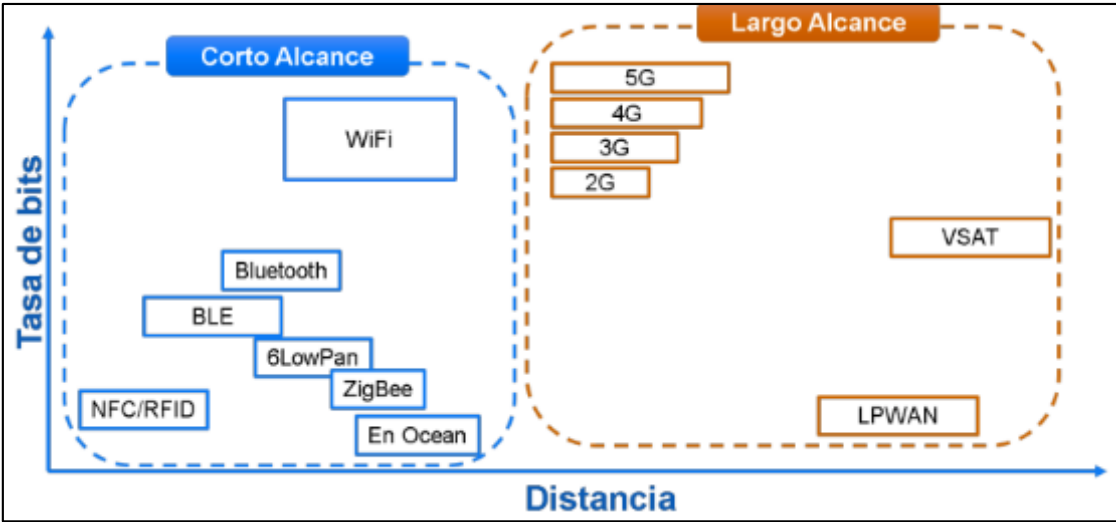 Largo Alcance
Corto Alcance
5G
4G
3G
2G
WiFi
VSAT
Bluetooth
BLE
6LowPan
ZigBee
NFC/RFID
En Ocean
LPWAN
Tasa de bits
Distancia